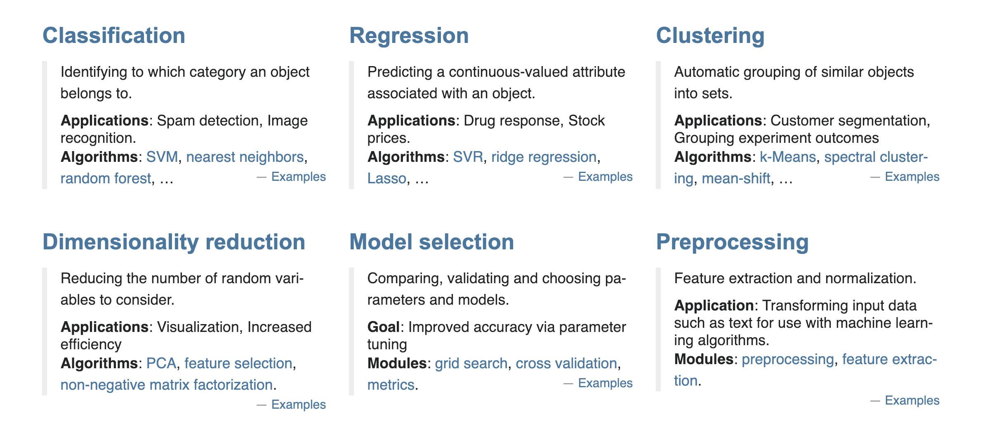 Classification
Identifying to which category an object
belongs to.
Applications: Spam detection, Image
recognition.
Algorithms: SVM, nearest neighbors,
random forest, …
— Examples
Regression
Predicting a continuous-valued attribute
associated with an object.
Applications: Drug response, Stock
prices.
Algorithms: SVR, ridge regression,
Lasso, …
— Examples
Clustering
Automatic grouping of similar objects
into sets.
Applications: Customer segmentation,
Grouping experiment outcomes
Algorithms: k-Means, spectral cluster-
ing, mean-shift, …
— Examples
Dimensionality reduction
Reducing the number of random vari-
ables to consider.
Applications: Visualization, Increased
efficiency
Algorithms: PCA, feature selection,
non-negative matrix factorization.
— Examples
Model selection
Comparing, validating and choosing pa-
rameters and models.
Goal: Improved accuracy via parameter
tuning
Modules: grid search, cross validation,
metrics.
— Examples
Preprocessing
Feature extraction and normalization.
Application: Transforming input data
such as text for use with machine learn-
ing algorithms.
Modules: preprocessing, feature extrac-
tion.
— Examples